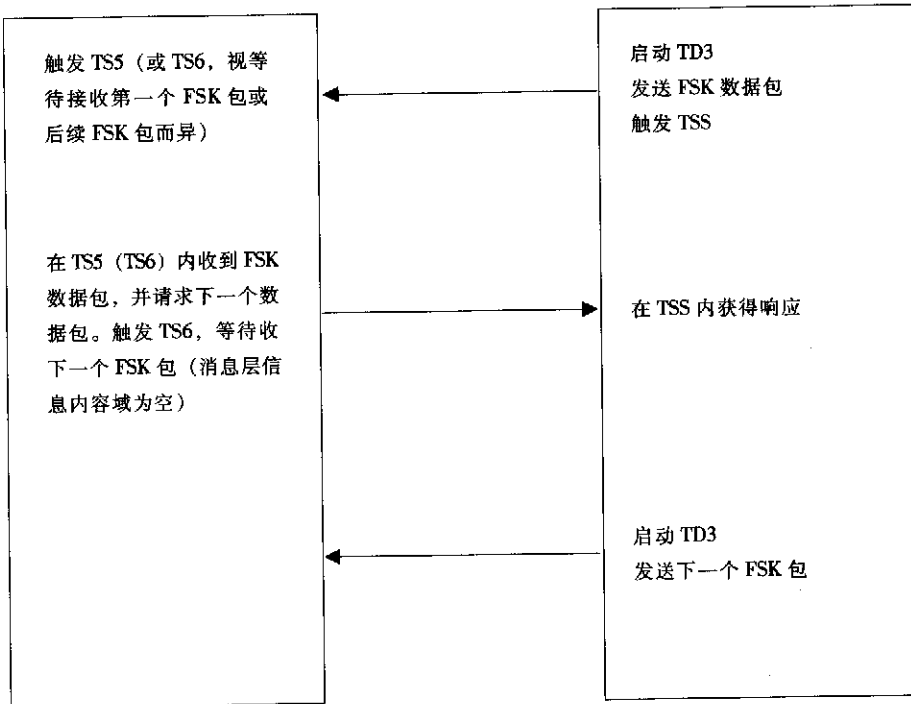 触发 TS5（或 TS6，视等
待接收第一个 FSK 包或
后续 FSK 包而异）
启动 TD3
发送 FSK 数据包
触发 TSS
在 TS5（TS6）内收到 FSK
数据包，并请求下一个数
据包。触发 TS6，等待收
下一个 FSK 包（消息层信
息内容域为空）
在 TSS 内获得响应
启动 TD3
发送下一个 FSK 包